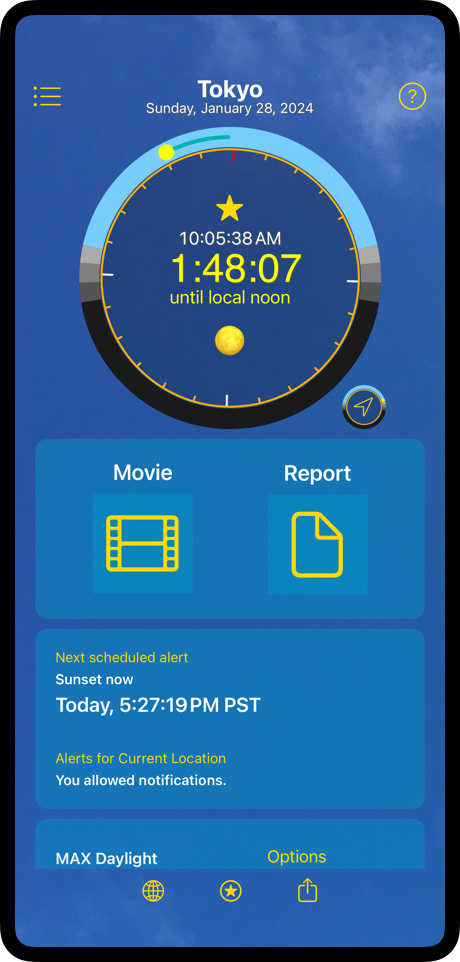 Tokyo
Sunday, January 28, 2024
?
10:05:38 AM
1:48:07
until local noon
Movie
Report
Next scheduled alert
Sunset now
Today, 5:27:19 PM PST
Alerts for Current Location
You allowed notifications.
MAX Daylight
Options